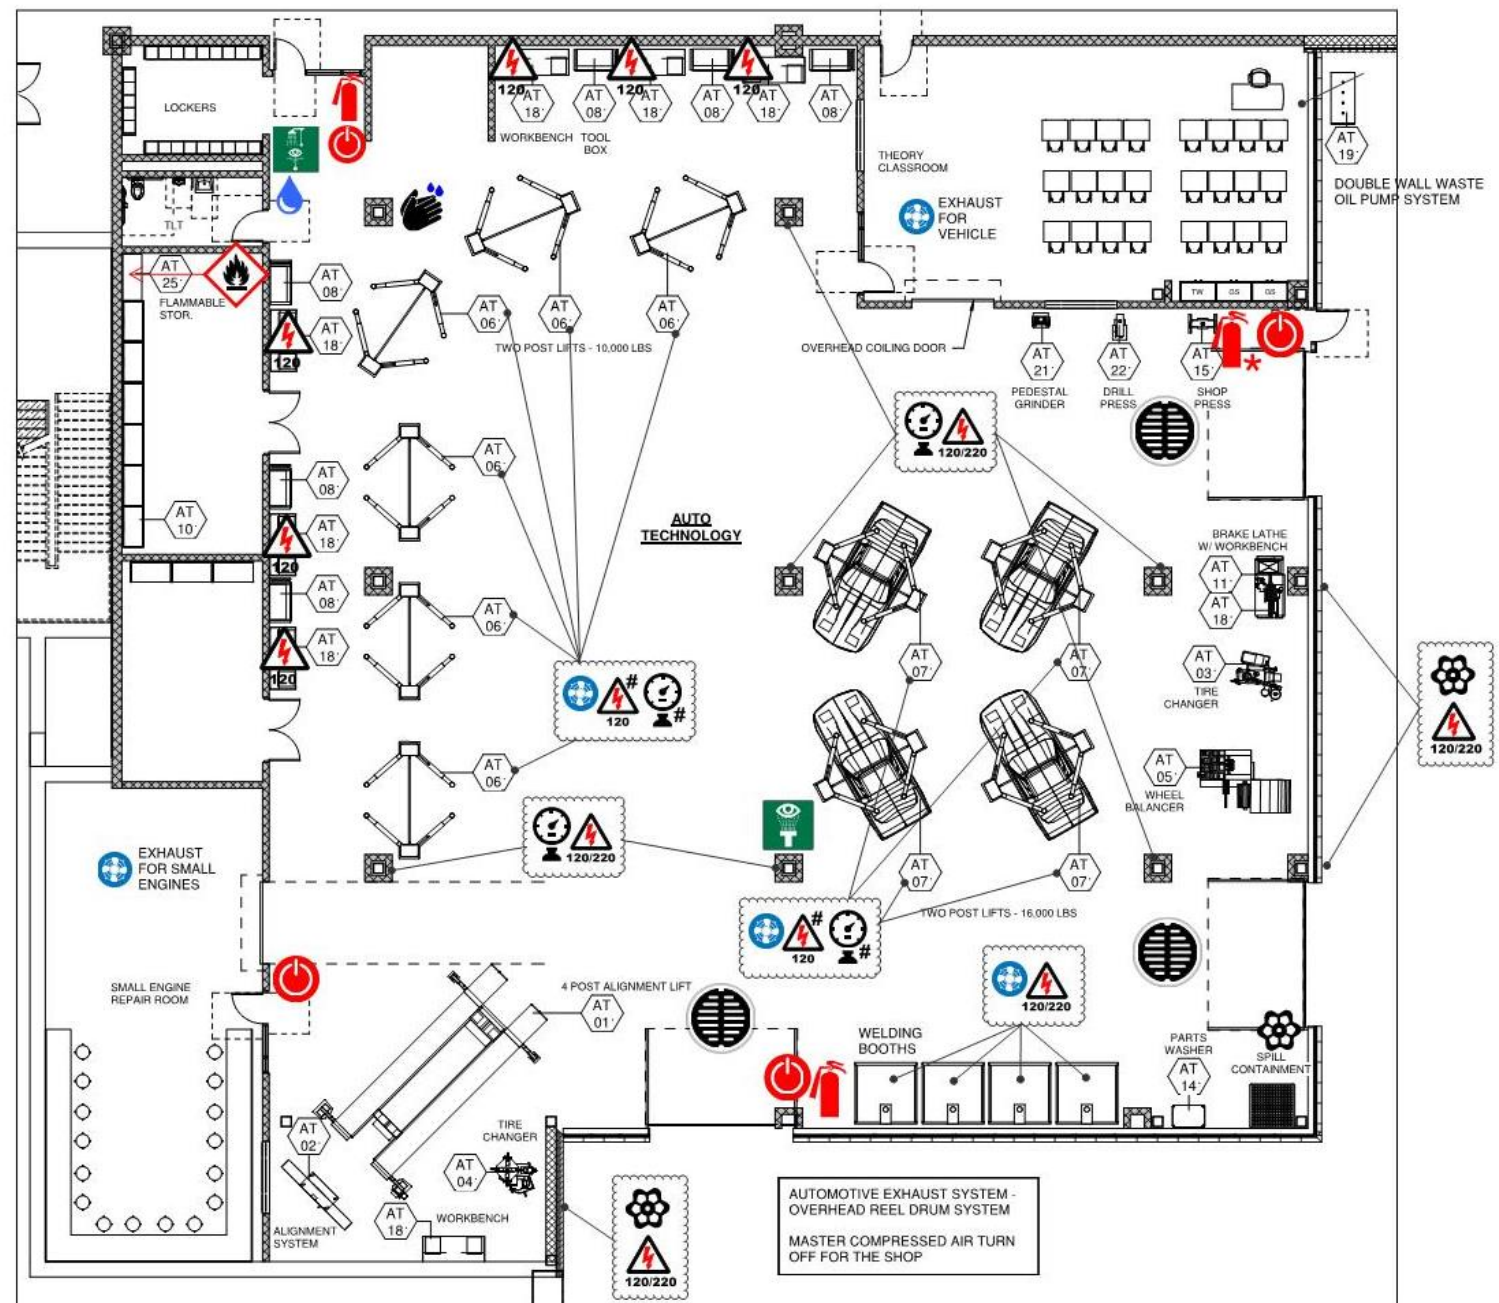 LOCKERS
120
AT
18
AT
08
120
AT
18
AT
08
120
AT
18
AT
08
WORKBENCH
TOOL
BOX
THEORY
CLASSROOM
AT
19
DOUBLE WALL WASTE
OIL PUMP SYSTEM
EXHAUST
FOR
VEHICLE
TLT
AT
25
FLAMMABLE
STOR.
AT
08
AT
18
120
AT
06
AT
06
AT
06
TWO POST LIFTS - 10,000 LBS
TW
GS
GS
OVERHEAD COILING DOOR
AT
21
PEDESTAL
GRINDER
AT
22
DRILL
PRESS
AT
15
*
SHOP
PRESS
120/220
AT
06
AT
08
AT
10
AT
18
120
AUTO
TECHNOLOGY
BRAKE LATHE
W/ WORKBENCH
AT
11
AT
18
AT
08
AT
06
AT
18
120
#
120
#
AT
07
AT
07
AT
03
TIRE
CHANGER
120/220
AT
06
AT
05
WHEEL
BALANCER
120/220
EXHAUST
FOR SMALL
ENGINES
AT
07
AT
07
TWO POST LIFTS - 16,000 LBS
#
120
#
SMALL ENGINE
REPAIR ROOM
4 POST ALIGNMENT LIFT
AT
01
120/220
WELDING
BOOTHS
PARTS
WASHER
AT
14
SPILL
CONTAINMENT
AT
02
TIRE
CHANGER
AT
04
AT
18
WORKBENCH
ALIGNMENT
SYSTEM
120/220
AUTOMOTIVE EXHAUST SYSTEM -
OVERHEAD REEL DRUM SYSTEM
MASTER COMPRESSED AIR TURN
OFF FOR THE SHOP